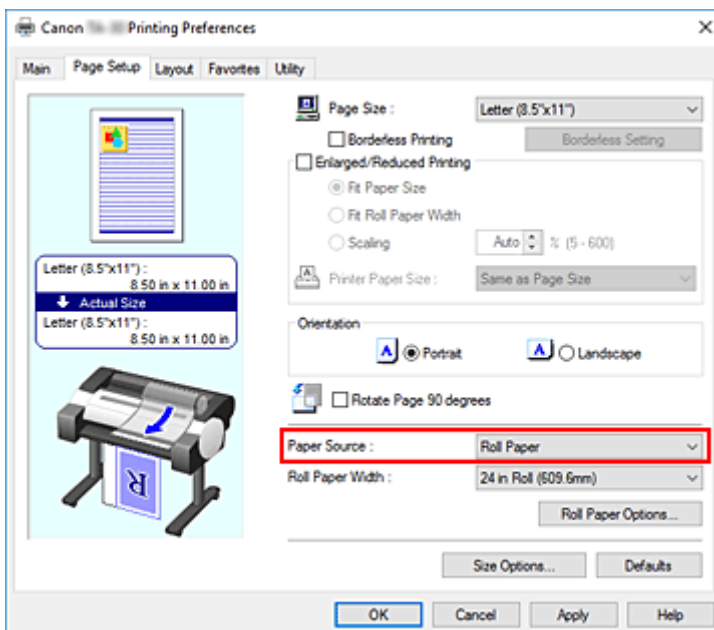 Canon Printing Preferences
Main Page Setup Layout Favorites Utility
Page Size : Letter (8.5"x11")
Borderless Printing Borderless Setting
Enlarged/Reduced Printing
Fit Paper Size
Fit Roll Paper Width
Scaling Auto % (5 - 600)
Printer Paper Size : Same as Page Size
Letter (8.5"x11") :
8.50 in x 11.00 in
Actual Size
Letter (8.5"x11") :
8.50 in x 11.00 in
Orientation
A Portrait A Landscape
Rotate Page 90 degrees
Paper Source : Roll Paper
Roll Paper Width : 24 in Roll (609.6mm)
Roll Paper Options...
R
Size Options... Defaults
OK Cancel Apply Help